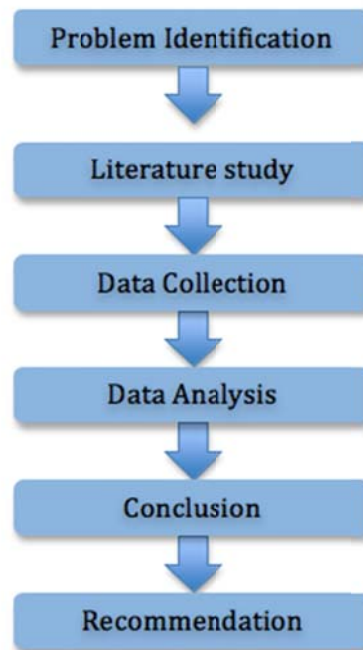 Problem Identification
Literature study
Data Collection
Data Analysis
Conclusion
Recommendation